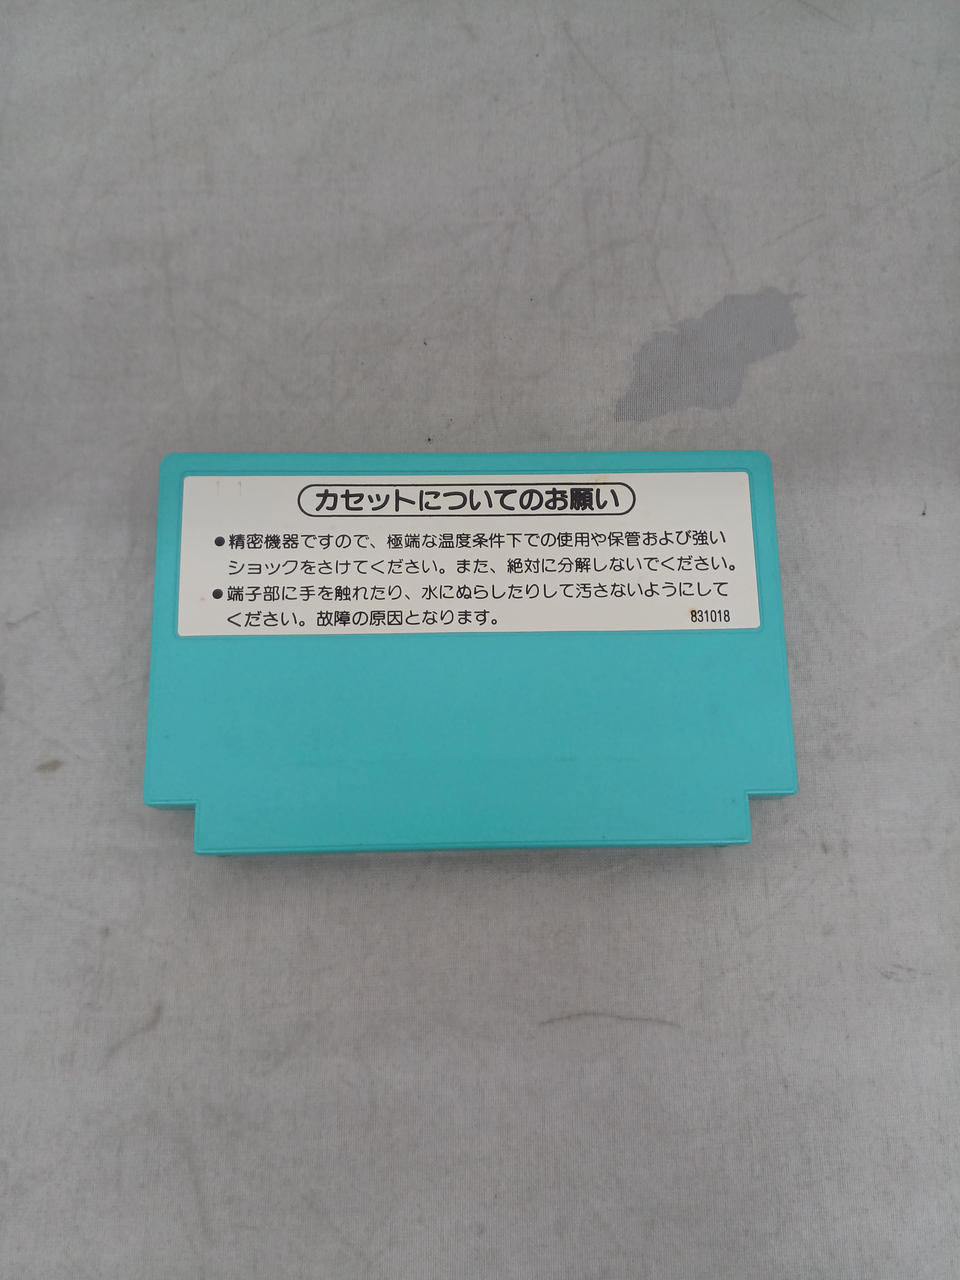 カセットについてのお願い
●精密機器ですので、極端な温度条件下での使用や保管および強い
ショックをさけてください。また、絶対に分解しないでください。
●端子部に手を触れたり、水にぬらしたりして汚さないようにして
ください。故障の原因となります。
831018